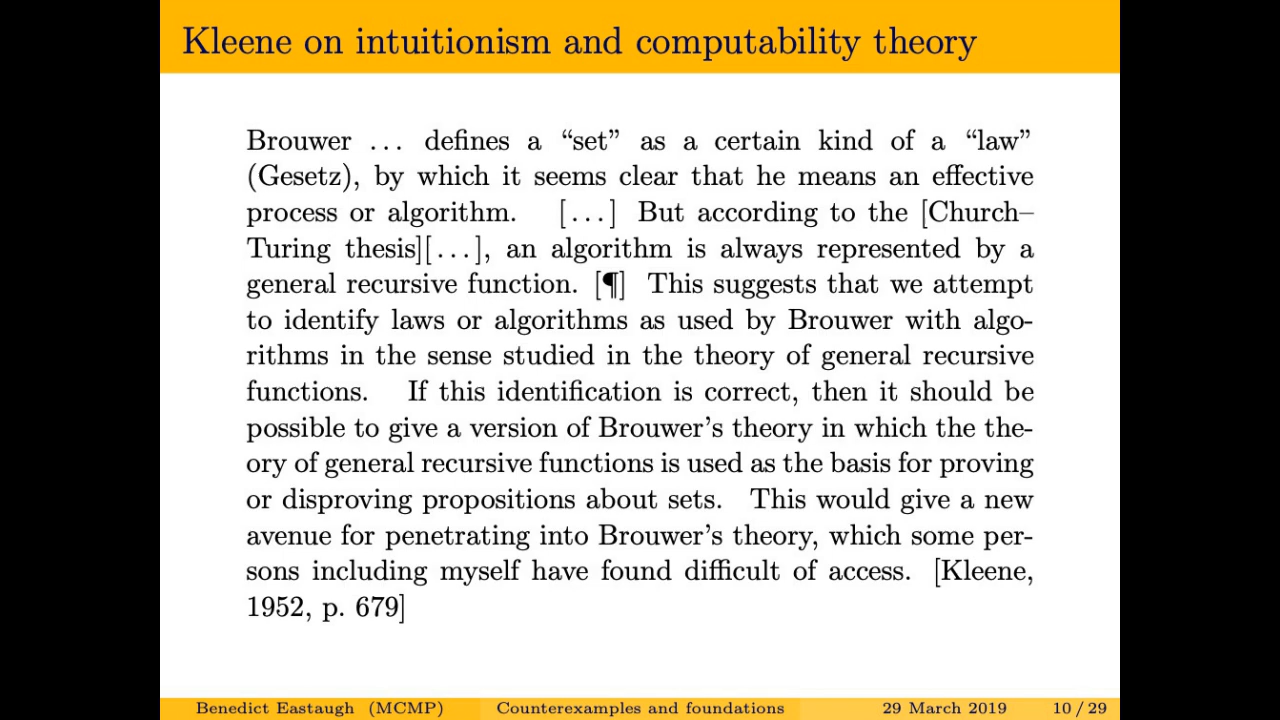 Kleene on intuitionism and computability theory
Brouwer ... defines a “set” as a certain kind of a “law”
(Gesetz), by which it seems clear that he means an effective
process or algorithm. [...] But according to the [Church–
Turing thesis][...], an algorithm is always represented by a
general recursive function. [¶] This suggests that we attempt
to identify laws or algorithms as used by Brouwer with algo-
rithms in the sense studied in the theory of general recursive
functions. If this identification is correct, then it should be
possible to give a version of Brouwer’s theory in which the the-
ory of general recursive functions is used as the basis for proving
or disproving propositions about sets. This would give a new
avenue for penetrating into Brouwer’s theory, which some per-
sons including myself have found difficult of access. [Kleene,
1952, p. 679]
Benedict Eastaugh (MCMP) Counterexamples and foundations 29 March 2019 10 / 29